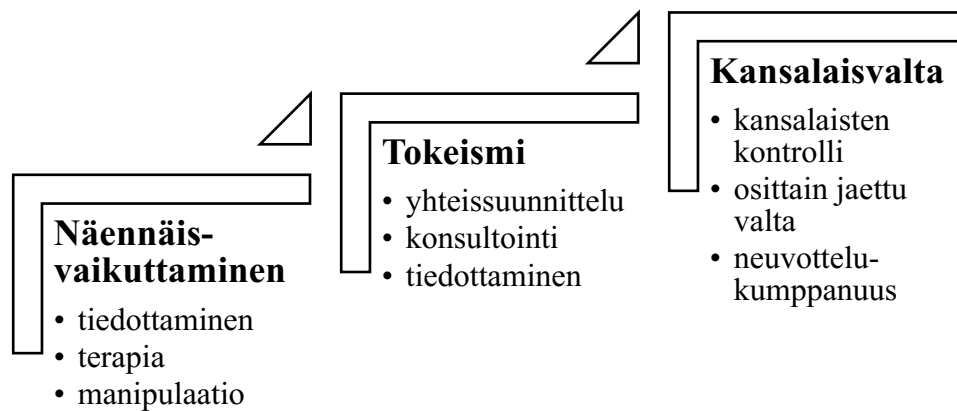 Näennäis-
vaikuttaminen
• tiedottaminen
• terapia
• manipulaatio
Tokeismi
• yhteissuunnittelu
• konsultointi
• tiedottaminen
Kansalaisvalta
• kansalaisten
kontrolli
• osittain jaettu
valta
• neuvottelu-
kumppanuus